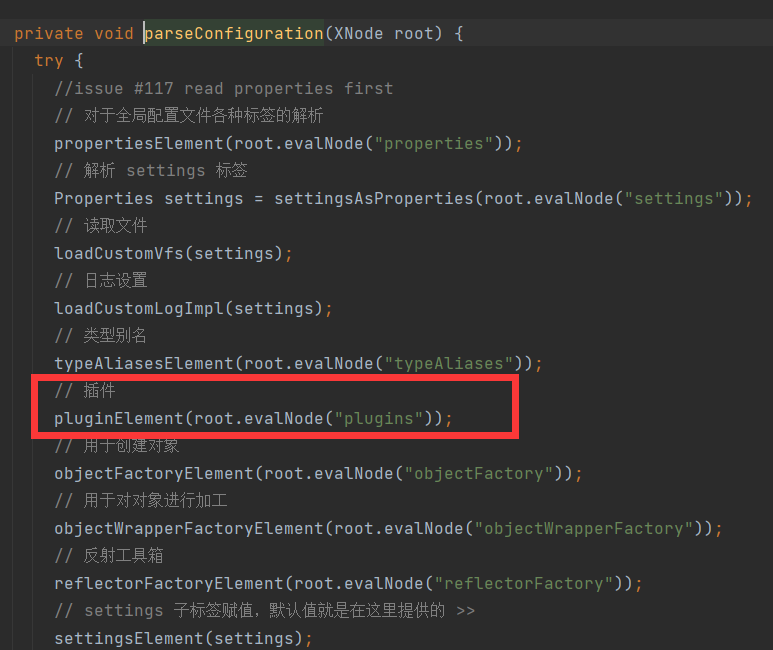 private void parseConfiguration(XNode root) {
try {
//issue #117 read properties first
// 对于全局配置文件各种标签的解析
propertiesElement(root.evalNode("properties"));
// 解析 settings 标签
Properties settings = settingsAsProperties(root.evalNode("settings"));
// 读取文件
loadCustomVfs(settings);
// 日志设置
loadCustomLogImpl(settings);
// 类型别名
typeAliasesElement(root.evalNode("typeAliases"));
// 插件
pluginElement(root.evalNode("plugins"));
// 用于创建对象
objectFactoryElement(root.evalNode("objectFactory"));
// 用于对对象进行加工
objectWrapperFactoryElement(root.evalNode("objectWrapperFactory"));
// 反射工具箱
reflectorFactoryElement(root.evalNode("reflectorFactory"));
// settings 子标签赋值，默认值就是在这里提供的 >>
settingsElement(settings);